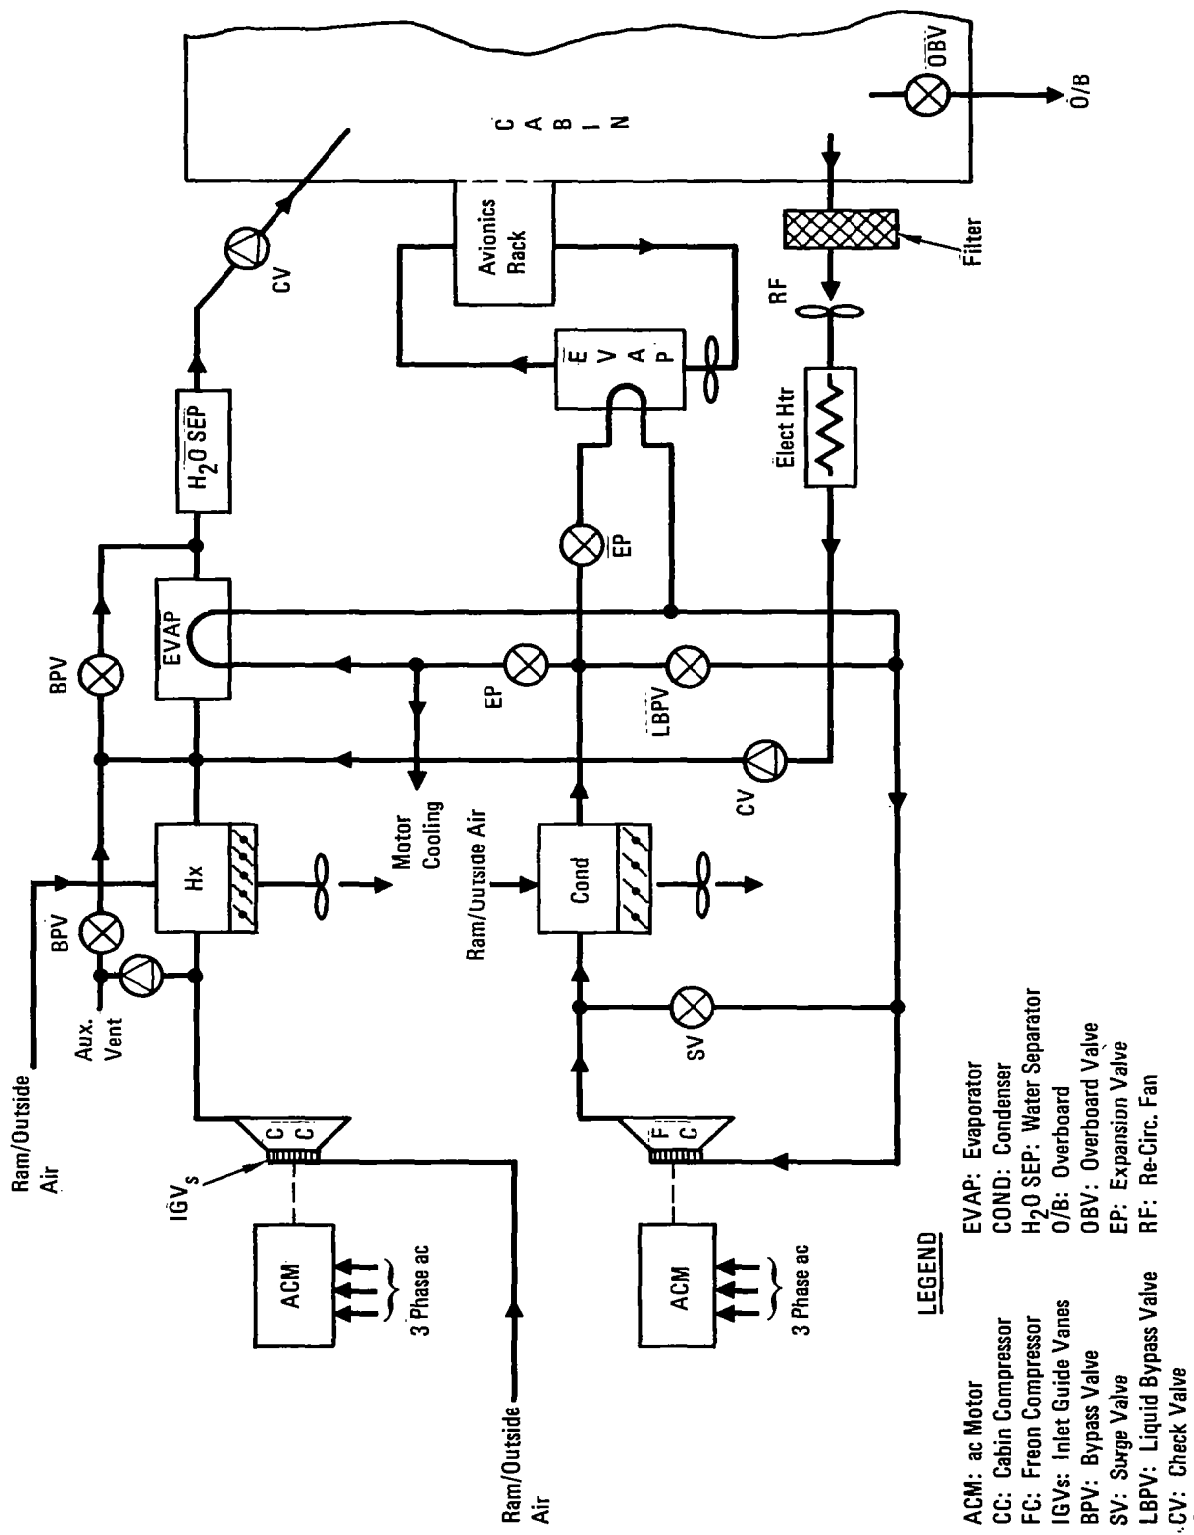 Ram/Outside
Air
Aux.
Vent
BPV
BPV
Hx
EVAP
H2O SEP
CV
CABIN
OBV
O/B
IGVs
CC
ACM
3 Phase ac
Ram/Outside
Air
Motor
Cooling
EP
LBPV
EP
EVAP
Avionics
Rack
Ram/Outside Air
Cond
CV
Elect Htr
RF
Filter
SV
FC
ACM
3 Phase ac
LEGEND
ACM: ac Motor
CC: Cabin Compressor
FC: Freon Compressor
IGVs: Inlet Guide Vanes
BPV: Bypass Valve
SV: Surge Valve
LBPV: Liquid Bypass Valve
CV: Check Valve
EVAP: Evaporator
COND: Condenser
H2O SEP: Water Separator
O/B: Overboard
OBV: Overboard Valve
EP: Expansion Valve
RF: Re-Circ. Fan